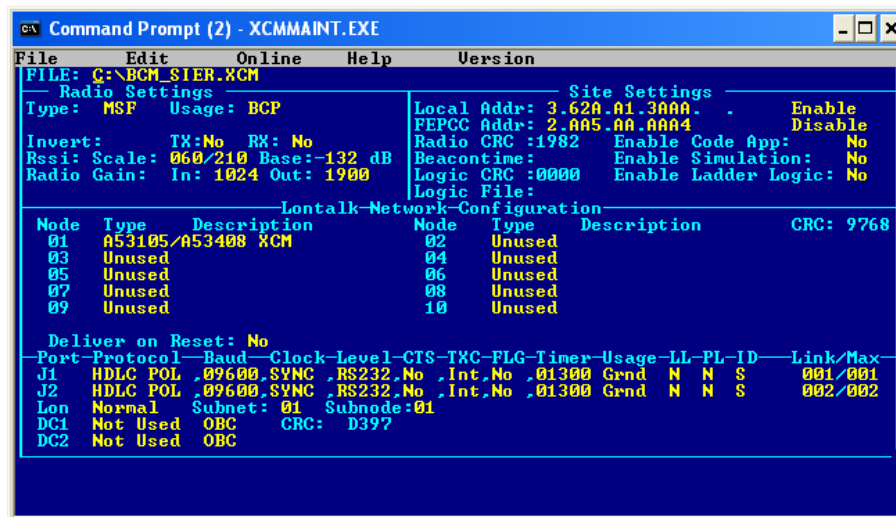 Command Prompt (2) - XCMMAINT.EXE
File Edit Online Help Version
FILE: C:\BCM_SIER.XCM
Radio Settings Site Settings
Type: MSF Usage: BCP Local Addr: 3.62A.A1.3AAA. . Enable
FEPCC Addr: 2.AA5.AA.AAA4 Disable
Invert: TX:No RX: No Radio CRC :1982 Enable Code App: No
Rssi: Scale: 060/210 Base:-132 dB Beacontime: Enable Simulation: No
Radio Gain: In: 1024 Out: 1900 Logic CRC :0000 Enable Ladder Logic: No
Logic File:
Lontalk-Network-Configuration
Node Type Description Node Type Description CRC: 9768
01 A53105/A53408 XCM 02 Unused
03 Unused 04 Unused
05 Unused 06 Unused
07 Unused 08 Unused
09 Unused 10 Unused
Deliver on Reset: No
Port-Protocol-Baud-Clock-Level-CTS-TXC-FLG-Timer-Usage-LL-PL-ID-Link/Max
J1 HDLC POL ,09600,SYNC ,RS232,No ,Int,No ,01300 Grnd N N S 001/001
J2 HDLC POL ,09600,SYNC ,RS232,No ,Int,No ,01300 Grnd N N S 002/002
Lon Normal Subnet: 01 Subnode:01
DC1 Not Used OBC CRC: D397
DC2 Not Used OBC